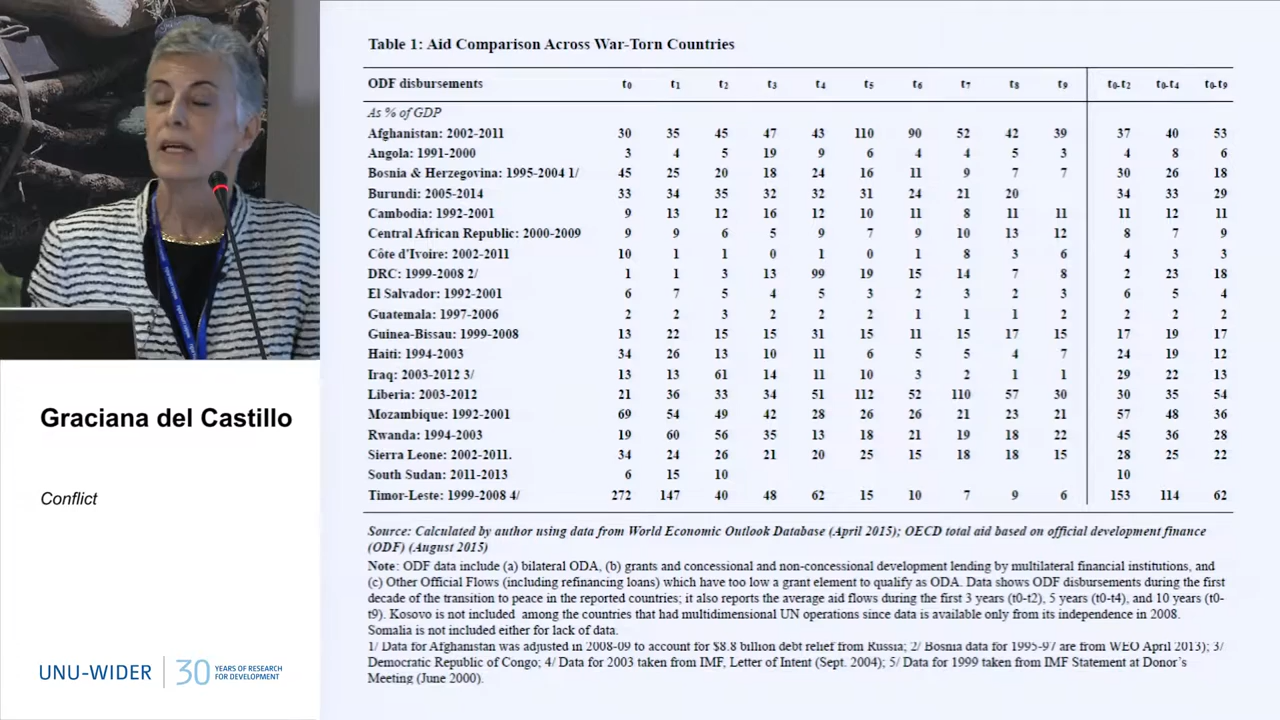 Table 1: Aid Comparison Across War-Torn Countries
ODF disbursements t0 t1 t2 t3 t4 t5 t6 t7 t8 t9 t0-t2 t0-t4 t0-t9
As % of GDP
Afghanistan: 2002-2011 30 35 45 47 43 110 90 52 42 39 37 40 53
Angola: 1991-2000 3 4 5 19 9 6 4 4 5 3 4 8 6
Bosnia & Herzegovina: 1995-2004 1/ 45 25 20 18 24 16 11 9 7 7 30 26 18
Burundi: 2005-2014 33 34 35 32 32 31 24 21 20 34 33 29
Cambodia: 1992-2001 9 13 12 16 12 10 11 8 11 11 11 12 11
Central African Republic: 2000-2009 9 9 6 5 9 7 9 10 13 12 8 7 9
Côte d'Ivoire: 2002-2011 10 1 1 0 1 0 1 8 3 6 4 3 3
DRC: 1999-2008 2/ 1 1 3 13 99 19 15 14 7 8 2 23 18
El Salvador: 1992-2001 6 7 5 4 5 3 2 3 2 3 6 5 4
Guatemala: 1997-2006 2 2 3 2 2 2 1 1 1 2 2 2 2
Guinea-Bissau: 1999-2008 13 22 15 15 31 15 11 15 17 15 17 19 17
Haiti: 1994-2003 34 26 13 10 11 6 5 5 4 7 24 19 12
Iraq: 2003-2012 3/ 13 13 61 14 11 10 3 2 1 1 29 22 13
Liberia: 2003-2012 21 36 33 34 51 112 52 110 57 30 30 35 54
Mozambique: 1992-2001 69 54 49 42 28 26 26 21 23 21 57 48 36
Rwanda: 1994-2003 19 60 56 35 13 18 21 19 18 22 45 36 28
Sierra Leone: 2002-2011. 34 24 26 21 20 25 15 18 18 15 28 25 22
South Sudan: 2011-2013 6 15 10 10
Timor-Leste: 1999-2008 4/ 272 147 40 48 62 15 10 7 9 6 153 114 62
Source: Calculated by author using data from World Economic Outlook Database (April 2015); OECD total aid based on official development finance
(ODF) (August 2015)
Note: ODF data include (a) bilateral ODA, (b) grants and concessional and non-concessional development lending by multilateral financial institutions, and
(c) Other Official Flows (including refinancing loans) which have too low a grant element to qualify as ODA. Data shows ODF disbursements during the first
decade of the transition to peace in the reported countries; it also reports the average aid flows during the first 3 years (t0-t2), 5 years (t0-t4), and 10 years (t0-
t9). Kosovo is not included among the countries that had multidimensional UN operations since data is available only from its independence in 2008.
Somalia is not included either for lack of data.
1/ Data for Afghanistan was adjusted in 2008-09 to account for $8.8 billion debt relief from Russia; 2/ Bosnia data for 1995-97 are from WEO April 2013); 3/
Democratic Republic of Congo; 4/ Data for 2003 taken from IMF, Letter of Intent (Sept. 2004); 5/ Data for 1999 taken from IMF Statement at Donor's
Meeting (June 2000).
Graciana del Castillo
Conflict
UNU-WIDER
30 YEARS OF RESEARCH
FOR DEVELOPMENT